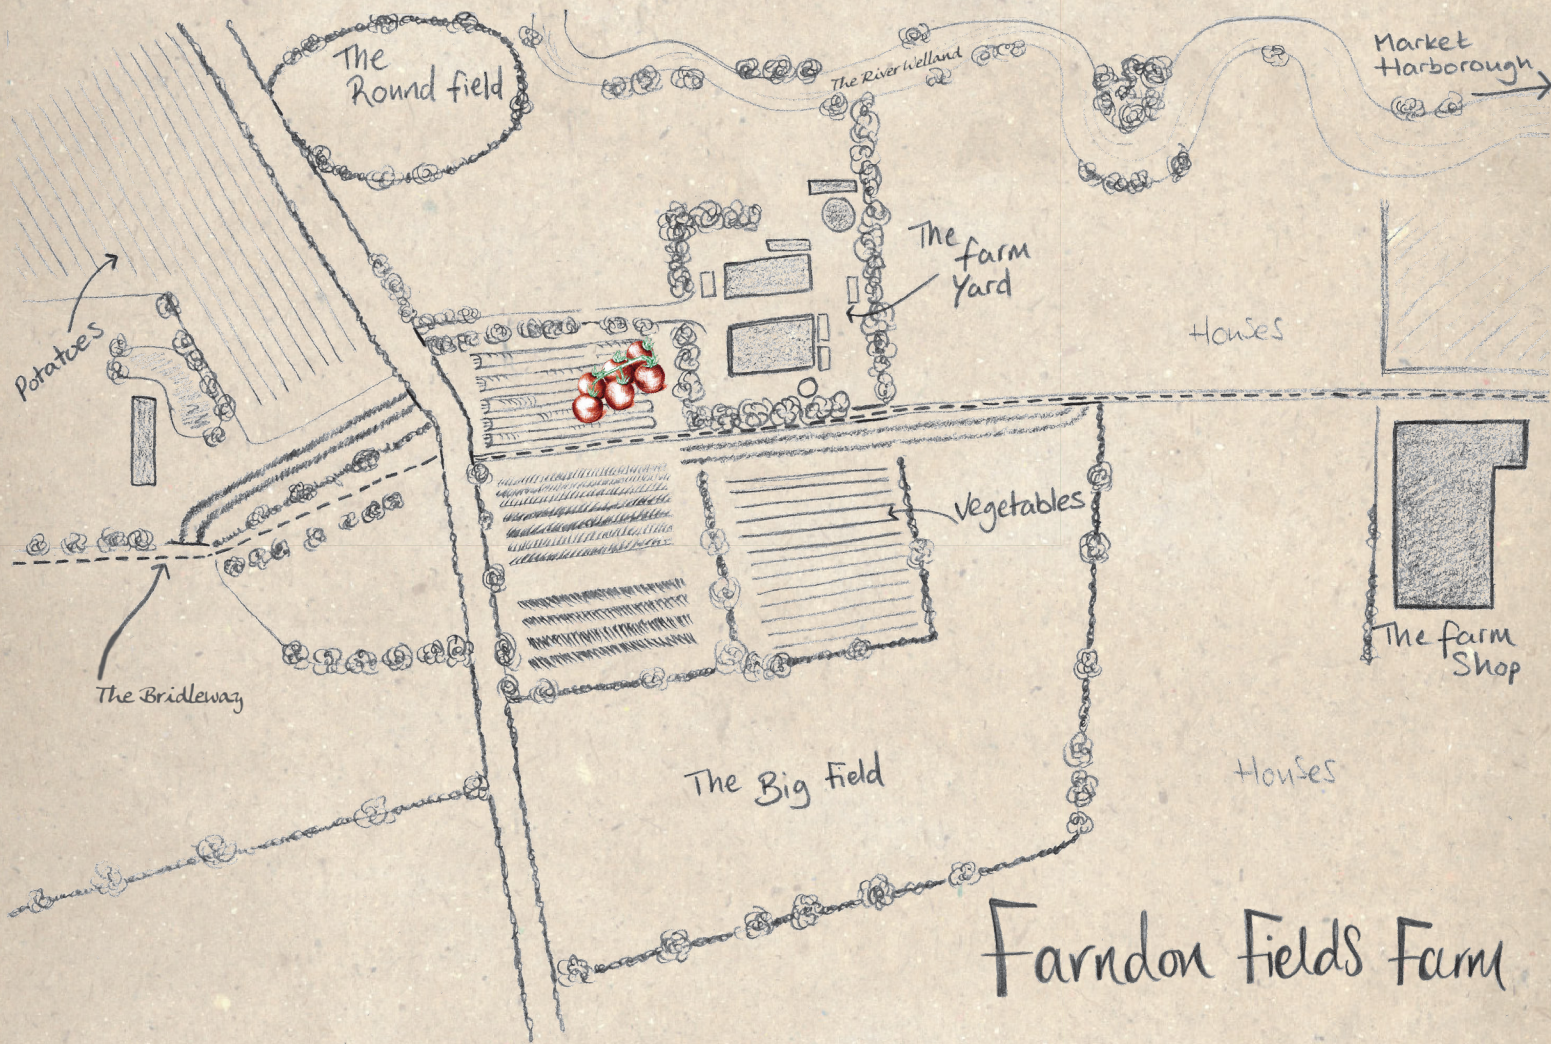 The
Round field
The River Welland
Market
Harborough
The
farm
Yard
Houses
Potatoes
Vegetables
The farm
Shop
The Bridleway
The Big Field
Houses
Farndon Fields Farm